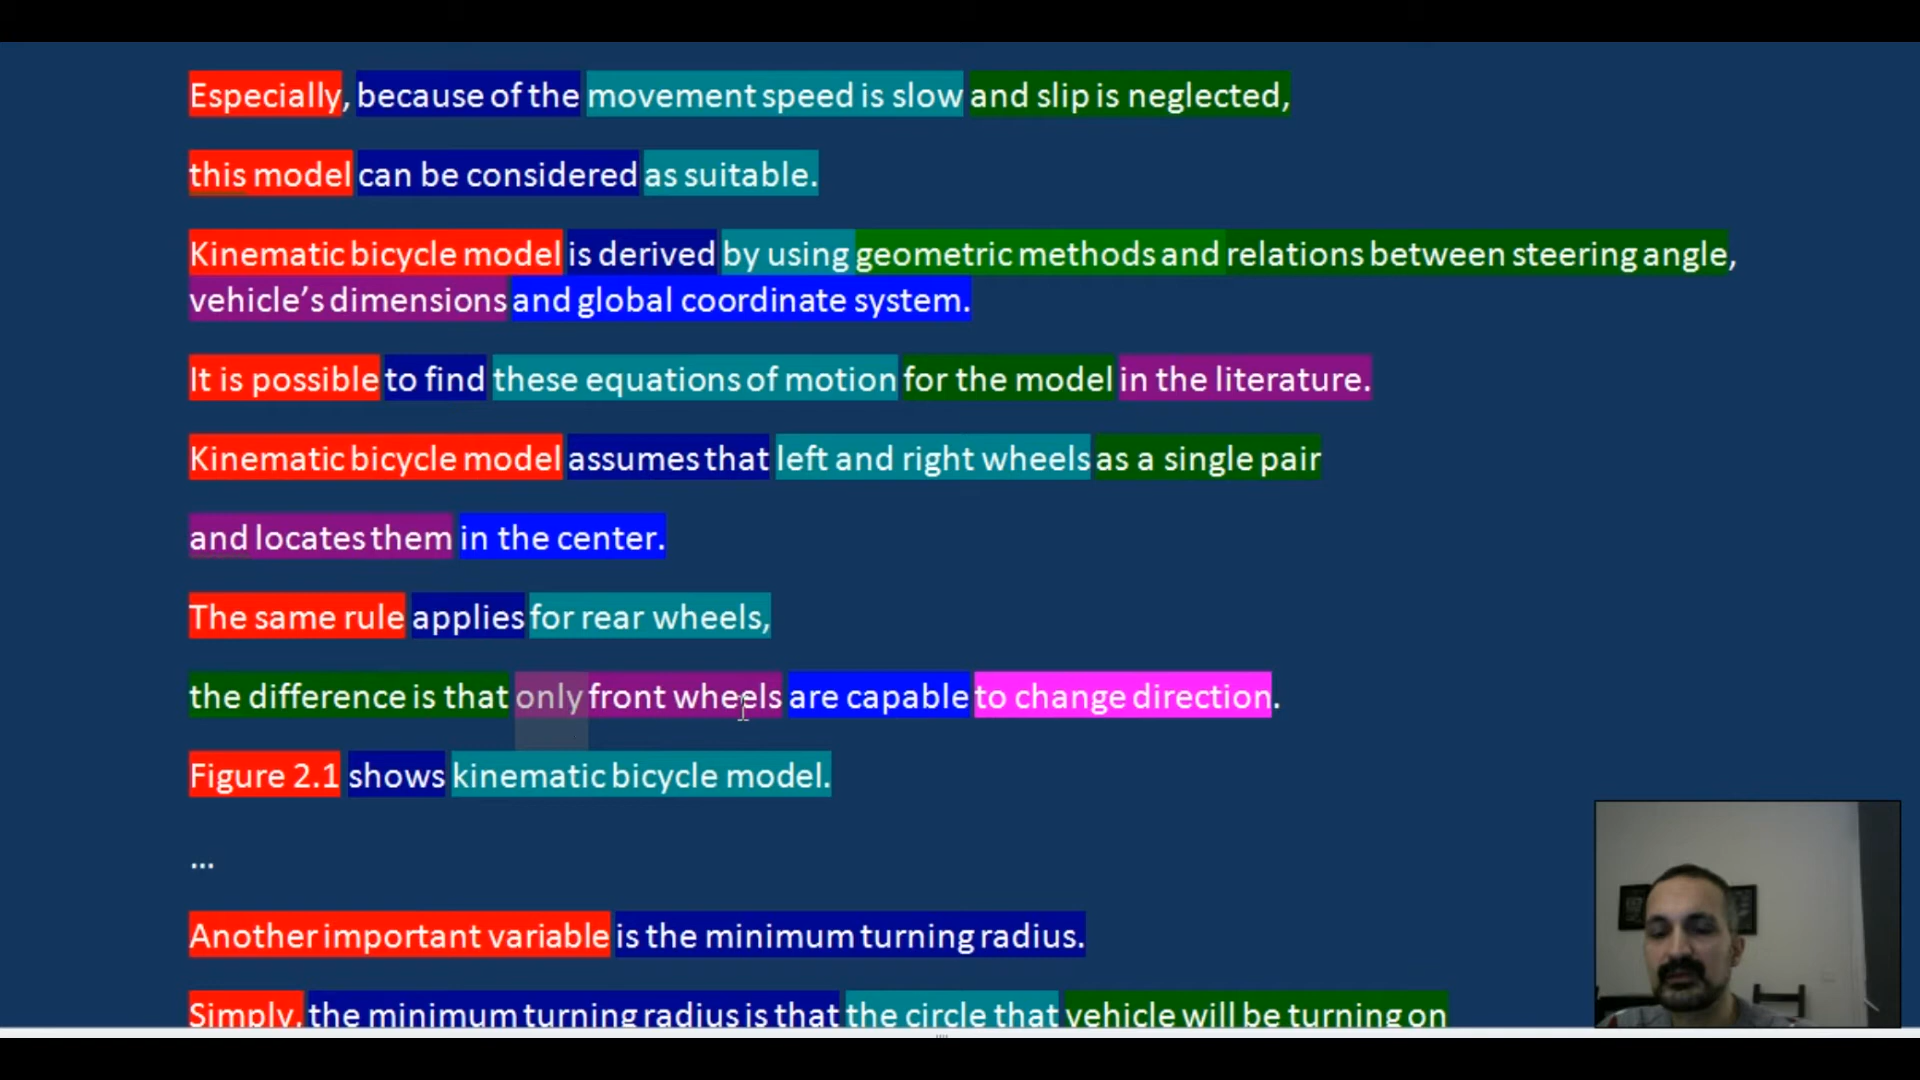 Especially, because of the movement speed is slow and slip is neglected,
this model can be considered as suitable.
Kinematic bicycle model is derived by using geometric methods and relations between steering angle,
vehicle’s dimensions and global coordinate system.
It is possible to find these equations of motion for the model in the literature.
Kinematic bicycle model assumes that left and right wheels as a single pair
and locates them in the center.
The same rule applies for rear wheels,
the difference is that only front wheels are capable to change direction.
Figure 2.1 shows kinematic bicycle model.
...
Another important variable is the minimum turning radius.
Simply, the minimum turning radius is that the circle that vehicle will be turning on